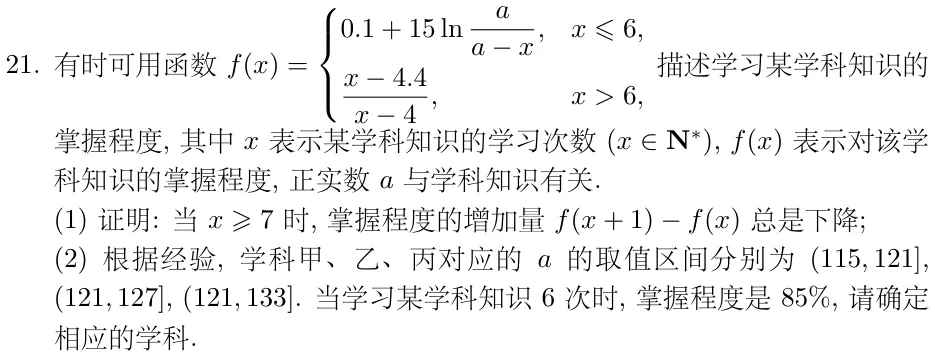 21. 有时可用函数 f(x) = { 0.1 + 15 ln a/(a − x), x ⩽ 6, (x − 4.4)/(x − 4), x > 6, 描述学习某学科知识的
掌握程度, 其中 x 表示某学科知识的学习次数 (x ∈ N*), f(x) 表示对该学
科知识的掌握程度, 正实数 a 与学科知识有关.
(1) 证明: 当 x ⩾ 7 时, 掌握程度的增加量 f(x + 1) − f(x) 总是下降;
(2) 根据经验, 学科甲、乙、丙对应的 a 的取值区间分别为 (115, 121],
(121, 127], (121, 133]. 当学习某学科知识 6 次时, 掌握程度是 85%, 请确定
相应的学科.